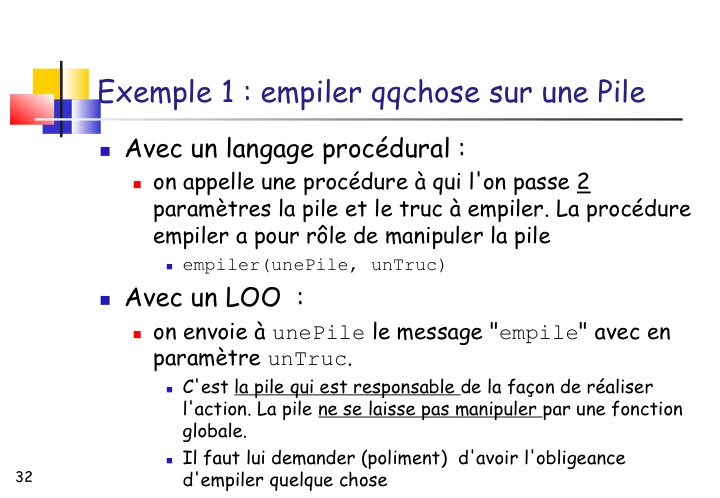 Exemple 1 : empiler qqchose sur une Pile
Avec un langage procédural :
on appelle une procédure à qui l'on passe 2
paramètres la pile et le truc à empiler. La procédure
empiler a pour rôle de manipuler la pile
empiler(unePile, unTruc)
Avec un LOO :
on envoie à unePile le message "empile" avec en
paramètre unTruc.
C'est la pile qui est responsable de la façon de réaliser
l'action. La pile ne se laisse pas manipuler par une fonction
globale.
Il faut lui demander (poliment) d'avoir l'obligeance
d'empiler quelque chose
32